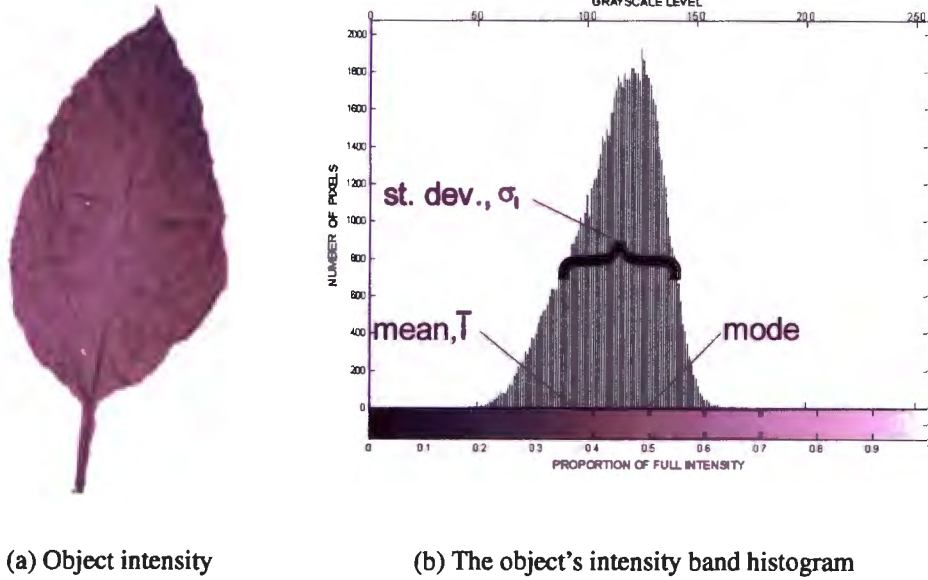 GRAYSCALE LEVEL
0 50 100 150 200 250
2000
1800
1600
1400
1200
1000
800
600
400
200
0
NUMBER OF PIXELS
st. dev., σI
mean, I̅
mode
0 0.1 0.2 0.3 0.4 0.5 0.6 0.7 0.8 0.9
PROPORTION OF FULL INTENSITY
(a) Object intensity
(b) The object's intensity band histogram